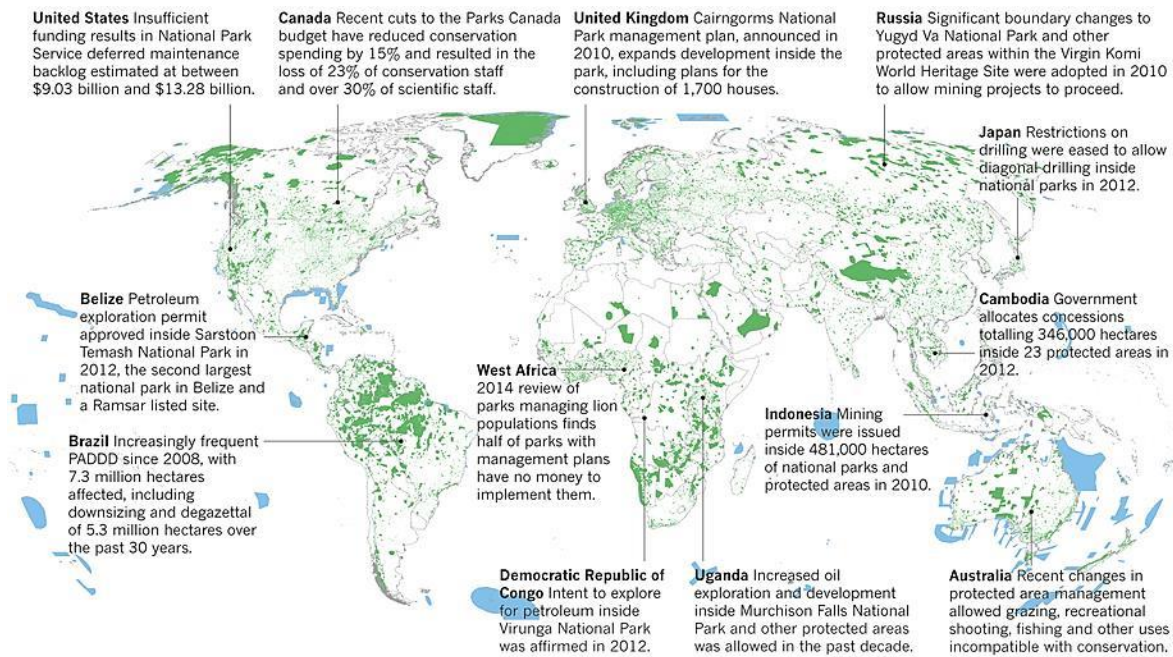 United States Insufficient
funding results in National Park
Service deferred maintenance
backlog estimated at between
$9.03 billion and $13.28 billion.
Canada Recent cuts to the Parks Canada
budget have reduced conservation
spending by 15% and resulted in the
loss of 23% of conservation staff
and over 30% of scientific staff.
United Kingdom Cairngorms National
Park management plan, announced in
2010, expands development inside the
park, including plans for the
construction of 1,700 houses.
Russia Significant boundary changes to
Yugyd Va National Park and other
protected areas within the Virgin Komi
World Heritage Site were adopted in 2010
to allow mining projects to proceed.
Japan Restrictions on
drilling were eased to allow
diagonal drilling inside
national parks in 2012.
Belize Petroleum
exploration permit
approved inside Sarstoon
Temash National Park in
2012, the second largest
national park in Belize and
a Ramsar listed site.
Cambodia Government
allocates concessions
totalling 346,000 hectares
inside 23 protected areas in
2012.
West Africa
2014 review of
parks managing lion
populations finds
half of parks with
management plans
have no money to
implement them.
Indonesia Mining
permits were issued
inside 481,000 hectares
of national parks and
protected areas in 2010.
Brazil Increasingly frequent
PADDD since 2008, with
7.3 million hectares
affected, including
downsizing and degazettal
of 5.3 million hectares over
the past 30 years.
Democratic Republic of
Congo Intent to explore
for petroleum inside
Virunga National Park
was affirmed in 2012.
Uganda Increased oil
exploration and development
inside Murchison Falls National
Park and other protected areas
was allowed in the past decade.
Australia Recent changes in
protected area management
allowed grazing, recreational
shooting, fishing and other uses
incompatible with conservation.